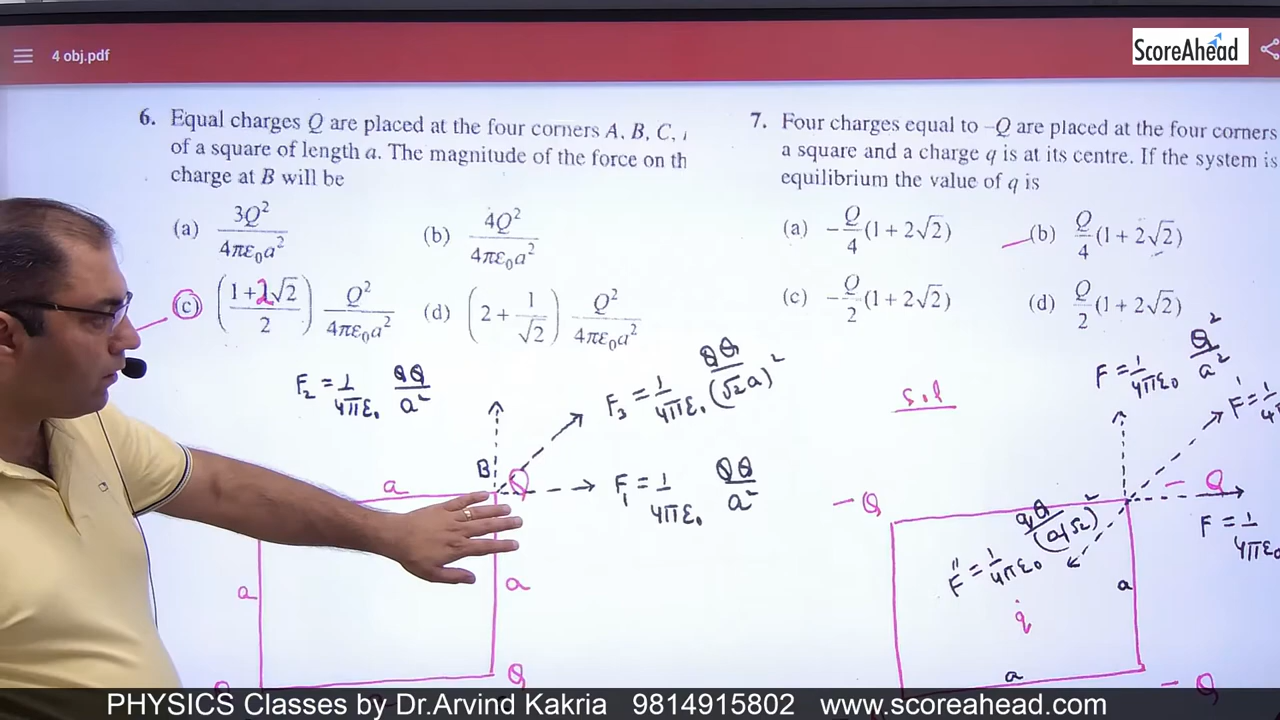 4 obj.pdf
ScoreAhead
6. Equal charges Q are placed at the four corners A, B, C,
of a square of length a. The magnitude of the force on th
charge at B will be
(a) 3Q² / 4πε₀a²
(b) 4Q² / 4πε₀a²
(c) ((1+2√2) / 2) Q² / 4πε₀a²
(d) (2 + 1/√2) Q² / 4πε₀a²
F₂ = 1/4πε₀ QQ/a²
F₃ = 1/4πε₀ QQ/(√2a)²
B
Q
F₁ = 1/4πε₀ QQ/a²
a
a
a
Q
7. Four charges equal to –Q are placed at the four corners
a square and a charge q is at its centre. If the system is
equilibrium the value of q is
(a) –Q/4 (1 + 2√2)
(b) Q/4 (1 + 2√2)
(c) –Q/2 (1 + 2√2)
(d) Q/2 (1 + 2√2)
Sol
F = 1/4πε₀ Q²/a²
F' = 1/4
– Q
– Q
F = 1/4πε₀
F'' = 1/4πε₀ qQ/(a/√2)²
a
q
a
– Q
PHYSICS Classes by Dr.Arvind Kakria 9814915802 www.scoreahead.com